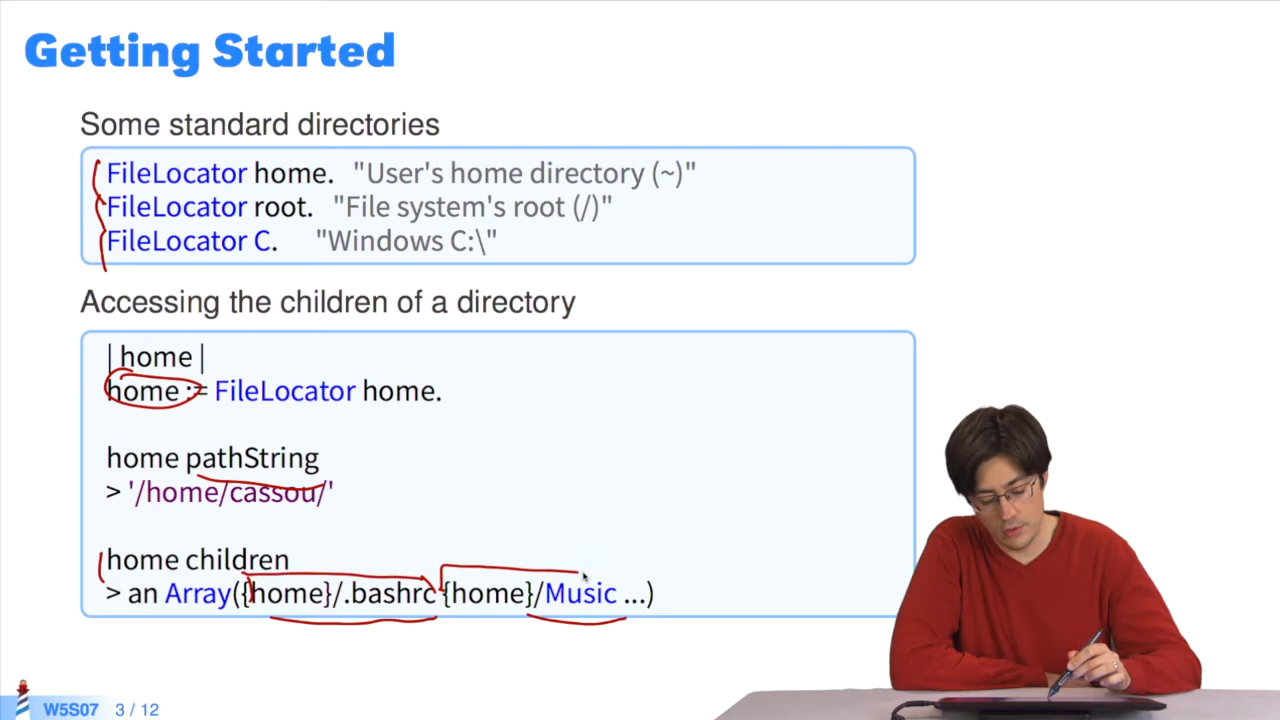 Getting Started
Some standard directories
FileLocator home. "User's home directory (~)"
FileLocator root. "File system's root (/)"
FileLocator C. "Windows C:\"
Accessing the children of a directory
| home |
home := FileLocator home.
home pathString
> '/home/cassou/'
home children
> an Array({home}/.bashrc {home}/Music ...)
W5S07 3 / 12